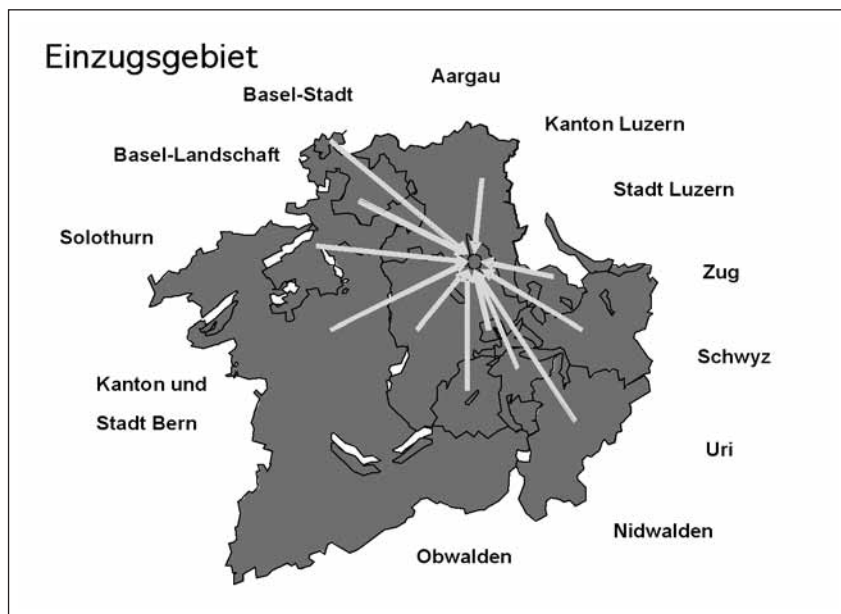 Einzugsgebiet
Aargau
Basel-Stadt
Kanton Luzern
Basel-Landschaft
Stadt Luzern
Solothurn
Zug
Schwyz
Kanton und
Stadt Bern
Uri
Nidwalden
Obwalden